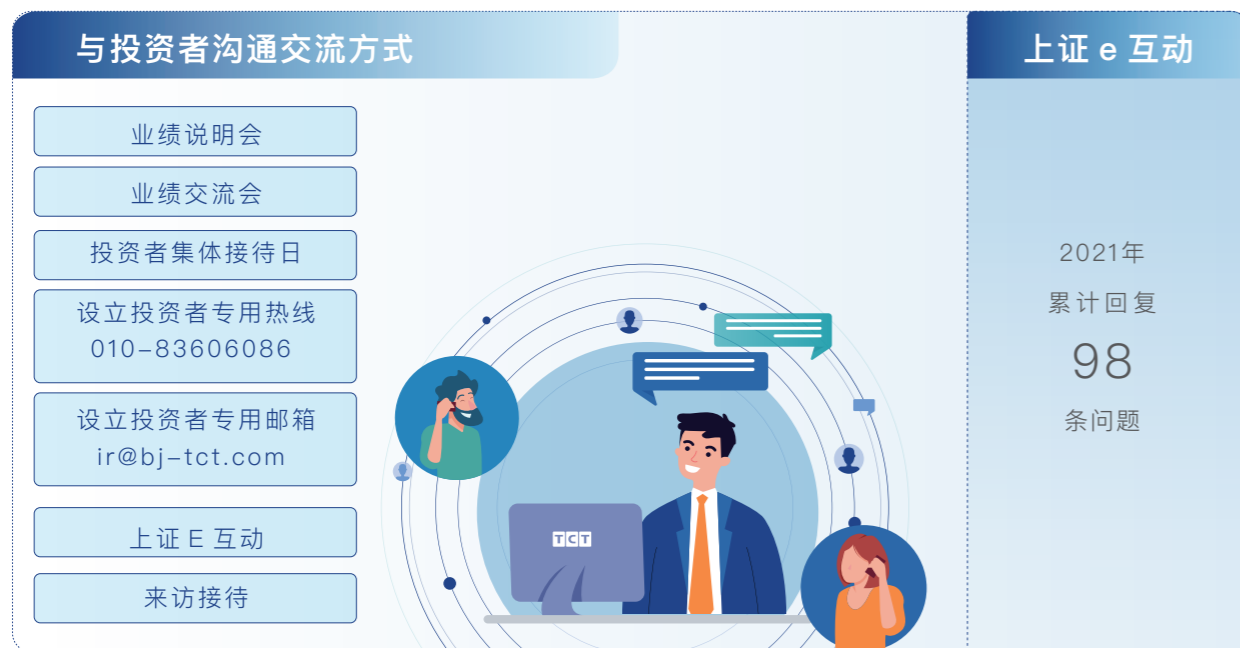 与投资者沟通交流方式
业绩说明会
业绩交流会
投资者集体接待日
设立投资者专用热线
010-83606086
设立投资者专用邮箱
ir@bj-tct.com
上证 E 互动
来访接待
TCT
上证 e 互动
2021年
累计回复
98
条问题